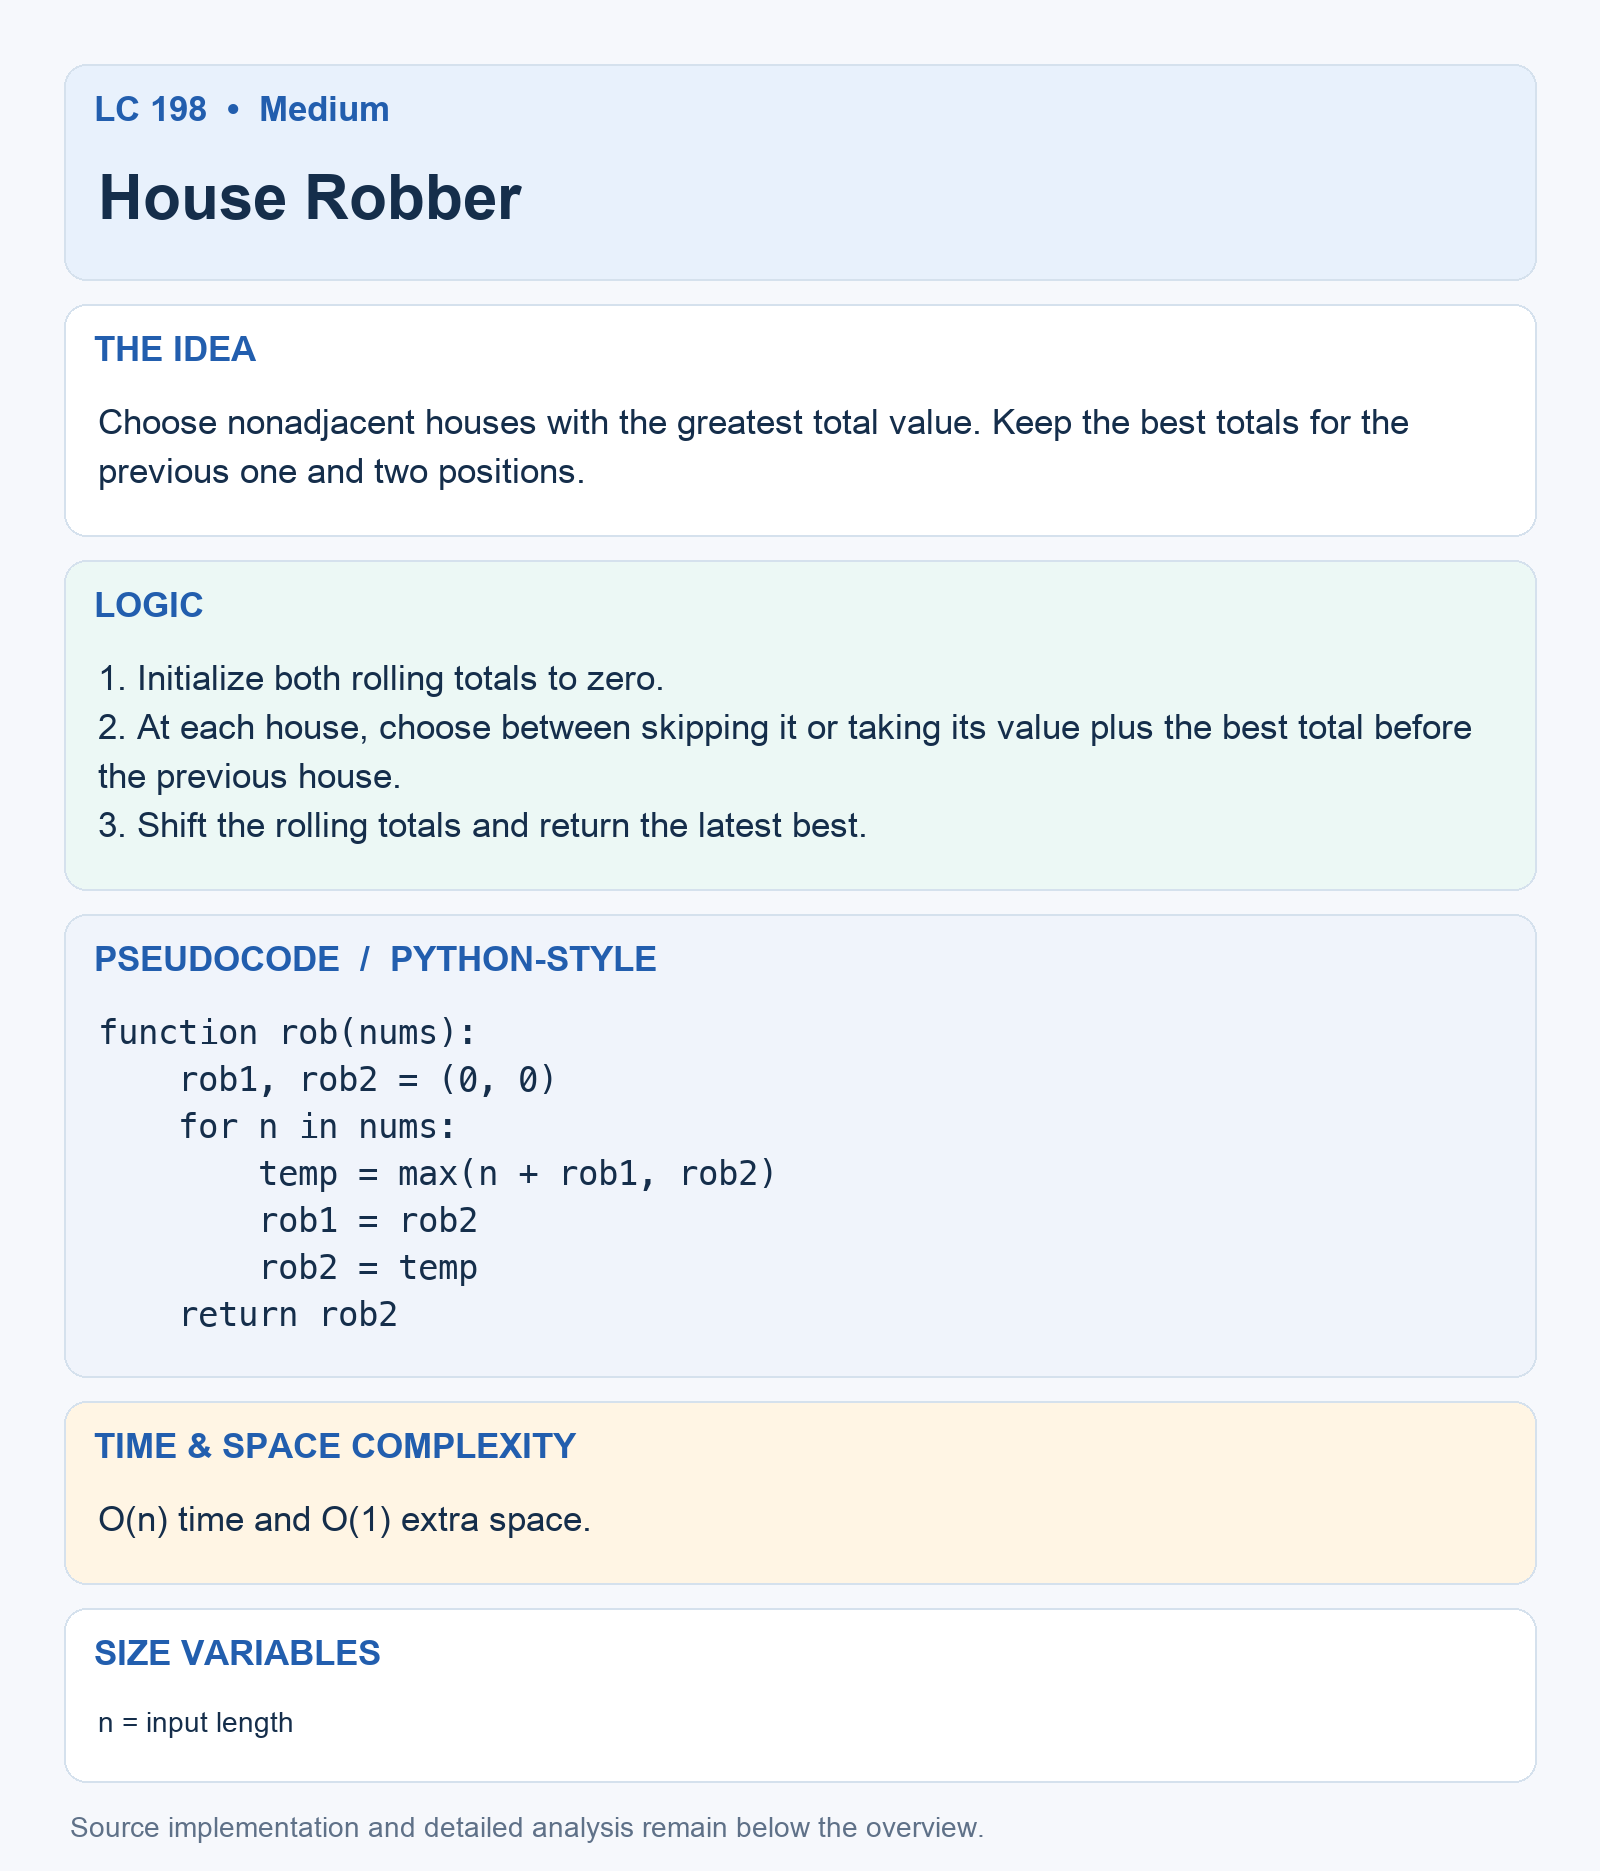 LC 198 • Medium
House Robber
THE IDEA
Choose nonadjacent houses with the greatest total value. Keep the best totals for the
previous one and two positions.
LOGIC
1. Initialize both rolling totals to zero.
2. At each house, choose between skipping it or taking its value plus the best total before
the previous house.
3. Shift the rolling totals and return the latest best.
PSEUDOCODE / PYTHON-STYLE
function rob(nums):
    rob1, rob2 = (0, 0)
    for n in nums:
        temp = max(n + rob1, rob2)
        rob1 = rob2
        rob2 = temp
    return rob2
TIME & SPACE COMPLEXITY
O(n) time and O(1) extra space.
SIZE VARIABLES
n = input length
Source implementation and detailed analysis remain below the overview.